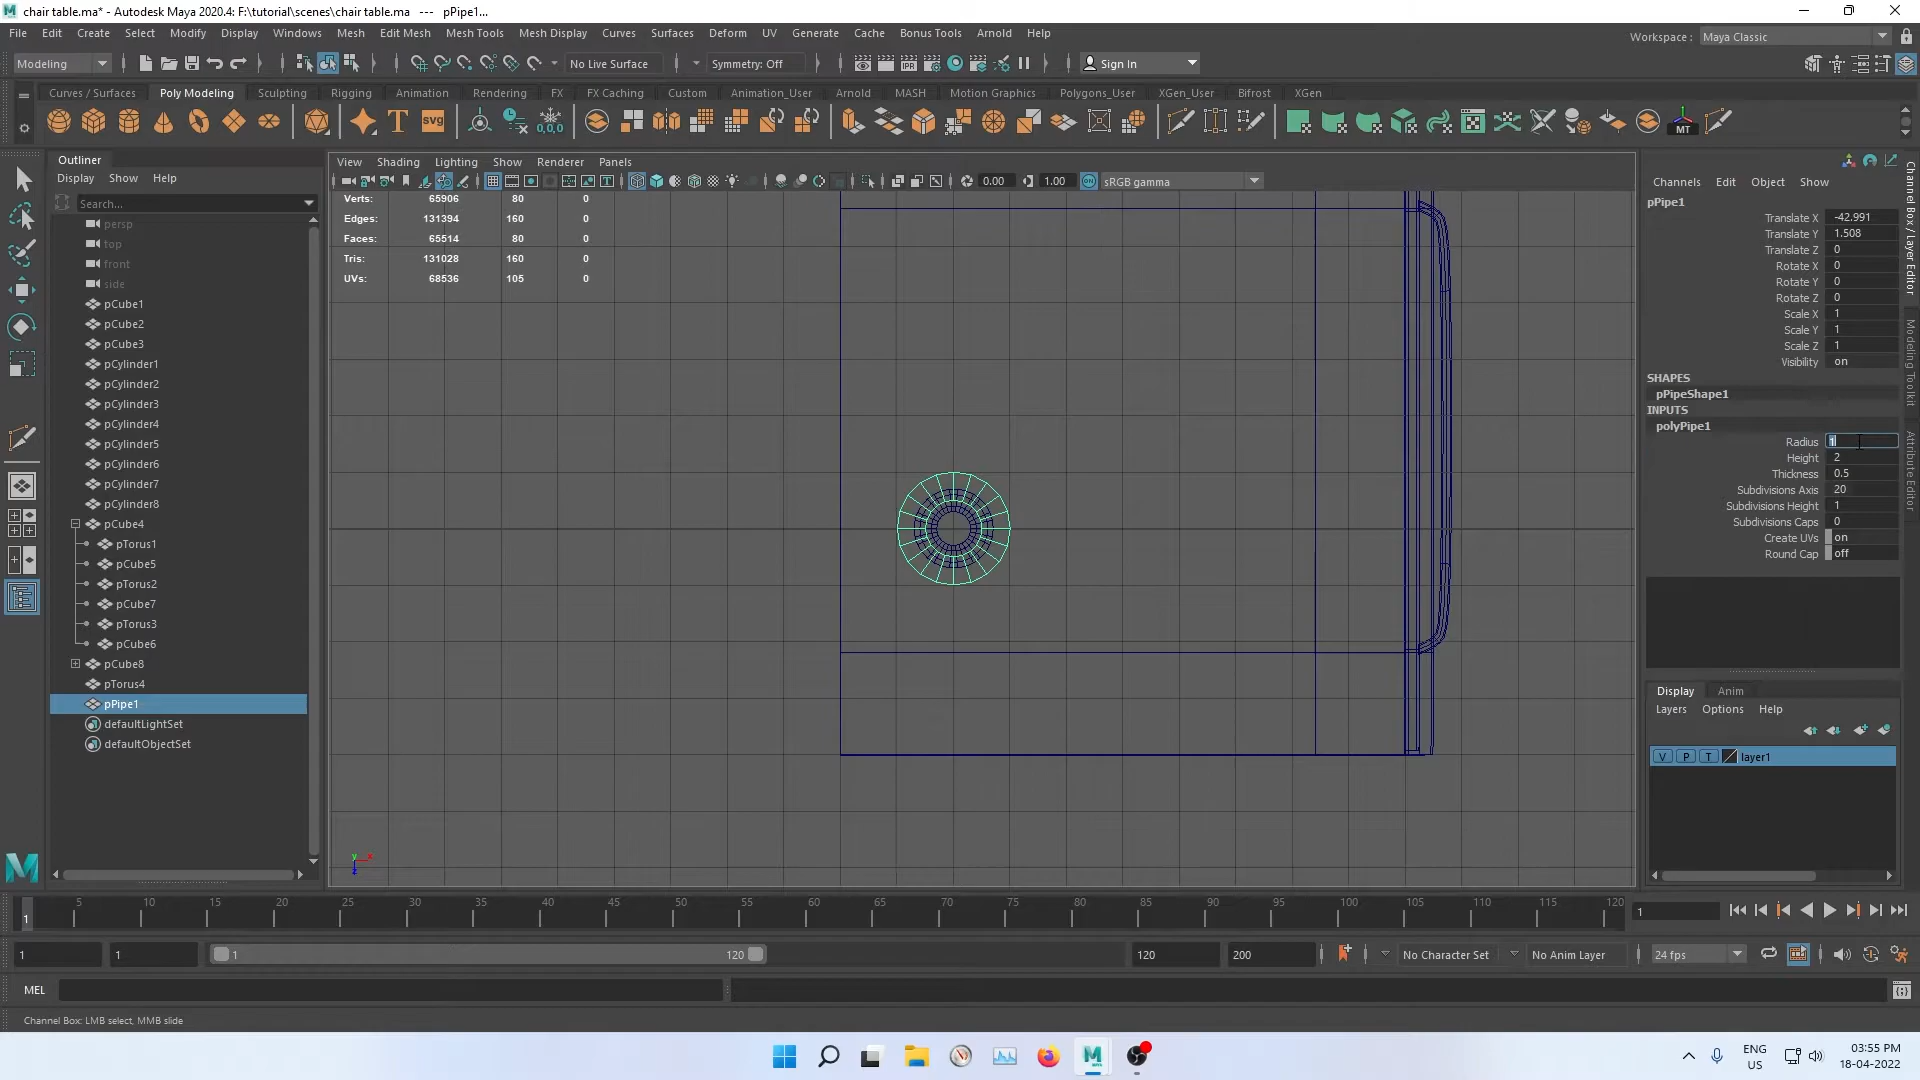 chair table.ma* - Autodesk Maya 2020.4: F:\tutorial\scenes\chair table.ma --- pPipe1...
File Edit Create Select Modify Display Windows Mesh Edit Mesh Mesh Tools Mesh Display Curves Surfaces Deform UV Generate Cache Bonus Tools Arnold Help
Workspace : Maya Classic
Modeling No Live Surface Symmetry: Off Sign In
Curves / Surfaces Poly Modeling Sculpting Rigging Animation Rendering FX FX Caching Custom Animation_User Arnold MASH Motion Graphics Polygons_User XGen_User Bifrost XGen
Outliner
Display Show Help
Search...
persp
top
front
side
pCube1
pCube2
pCube3
pCylinder1
pCylinder2
pCylinder3
pCylinder4
pCylinder5
pCylinder6
pCylinder7
pCylinder8
pCube4
pTorus1
pCube5
pTorus2
pCube7
pTorus3
pCube6
pCube8
pTorus4
pPipe1
defaultLightSet
defaultObjectSet
View Shading Lighting Show Renderer Panels
0.00 1.00 sRGB gamma
Verts: 65906 80 0
Edges: 131394 160 0
Faces: 65514 80 0
Tris: 131028 160 0
UVs: 68536 105 0
Channels Edit Object Show
pPipe1
Translate X -42.991
Translate Y 1.508
Translate Z 0
Rotate X 0
Rotate Y 0
Rotate Z 0
Scale X 1
Scale Y 1
Scale Z 1
Visibility on
SHAPES
pPipeShape1
INPUTS
polyPipe1
Radius 1
Height 2
Thickness 0.5
Subdivisions Axis 20
Subdivisions Height 1
Subdivisions Caps 0
Create UVs on
Round Cap off
Display Anim
Layers Options Help
V P T layer1
Channel Box / Layer Editor
Modeling Toolkit
Attribute Editor
1 5 10 15 20 25 30 35 40 45 50 55 60 65 70 75 80 85 90 95 100 105 110 115 120 1
1 1 1 120 120 200 No Character Set No Anim Layer 24 fps
MEL
Channel Box: LMB select, MMB slide
ENG
US
03:55 PM
18-04-2022